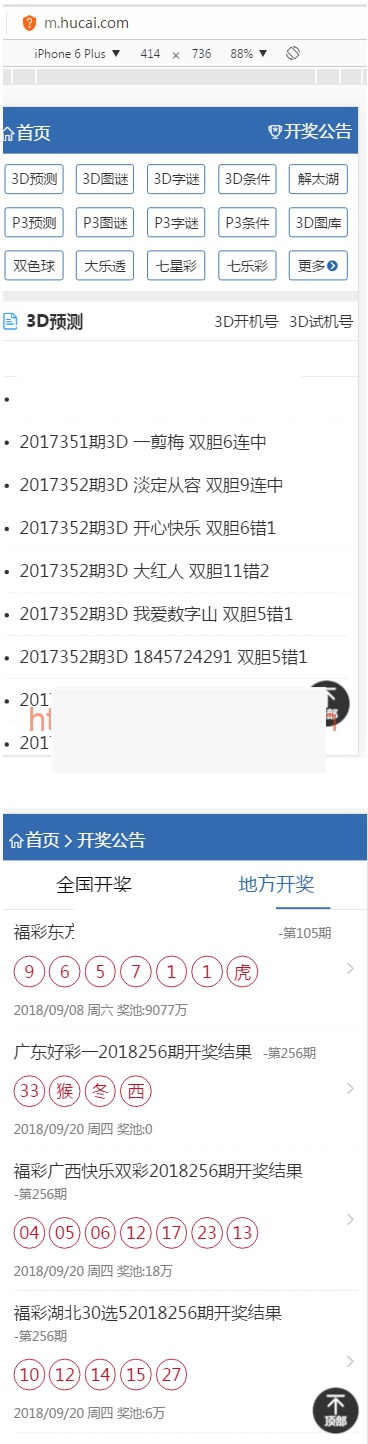 m.hucai.com
iPhone 6 Plus ▼ 414 × 736 88% ▼
首页 开奖公告
3D预测 3D图谜 3D字谜 3D条件 解太湖
P3预测 P3图谜 P3字谜 P3条件 3D图库
双色球 大乐透 七星彩 七乐彩 更多
3D预测 3D开机号 3D试机号
•
• 2017351期3D 一剪梅 双胆6连中
• 2017352期3D 淡定从容 双胆9连中
• 2017352期3D 开心快乐 双胆6错1
• 2017352期3D 大红人 双胆11错2
• 2017352期3D 我爱数字山 双胆5错1
• 2017352期3D 1845724291 双胆5错1
• 201
• 201
首页 > 开奖公告
全国开奖 地方开奖
福彩东方 -第105期
9 6 5 7 1 1 虎
2018/09/08 周六 奖池:9077万
广东好彩一2018256期开奖结果 -第256期
33 猴 冬 西
2018/09/20 周四 奖池:0
福彩广西快乐双彩2018256期开奖结果
-第256期
04 05 06 12 17 23 13
2018/09/20 周四 奖池:18万
福彩湖北30选52018256期开奖结果
-第256期
10 12 14 15 27
2018/09/20 周四 奖池:6万
顶部